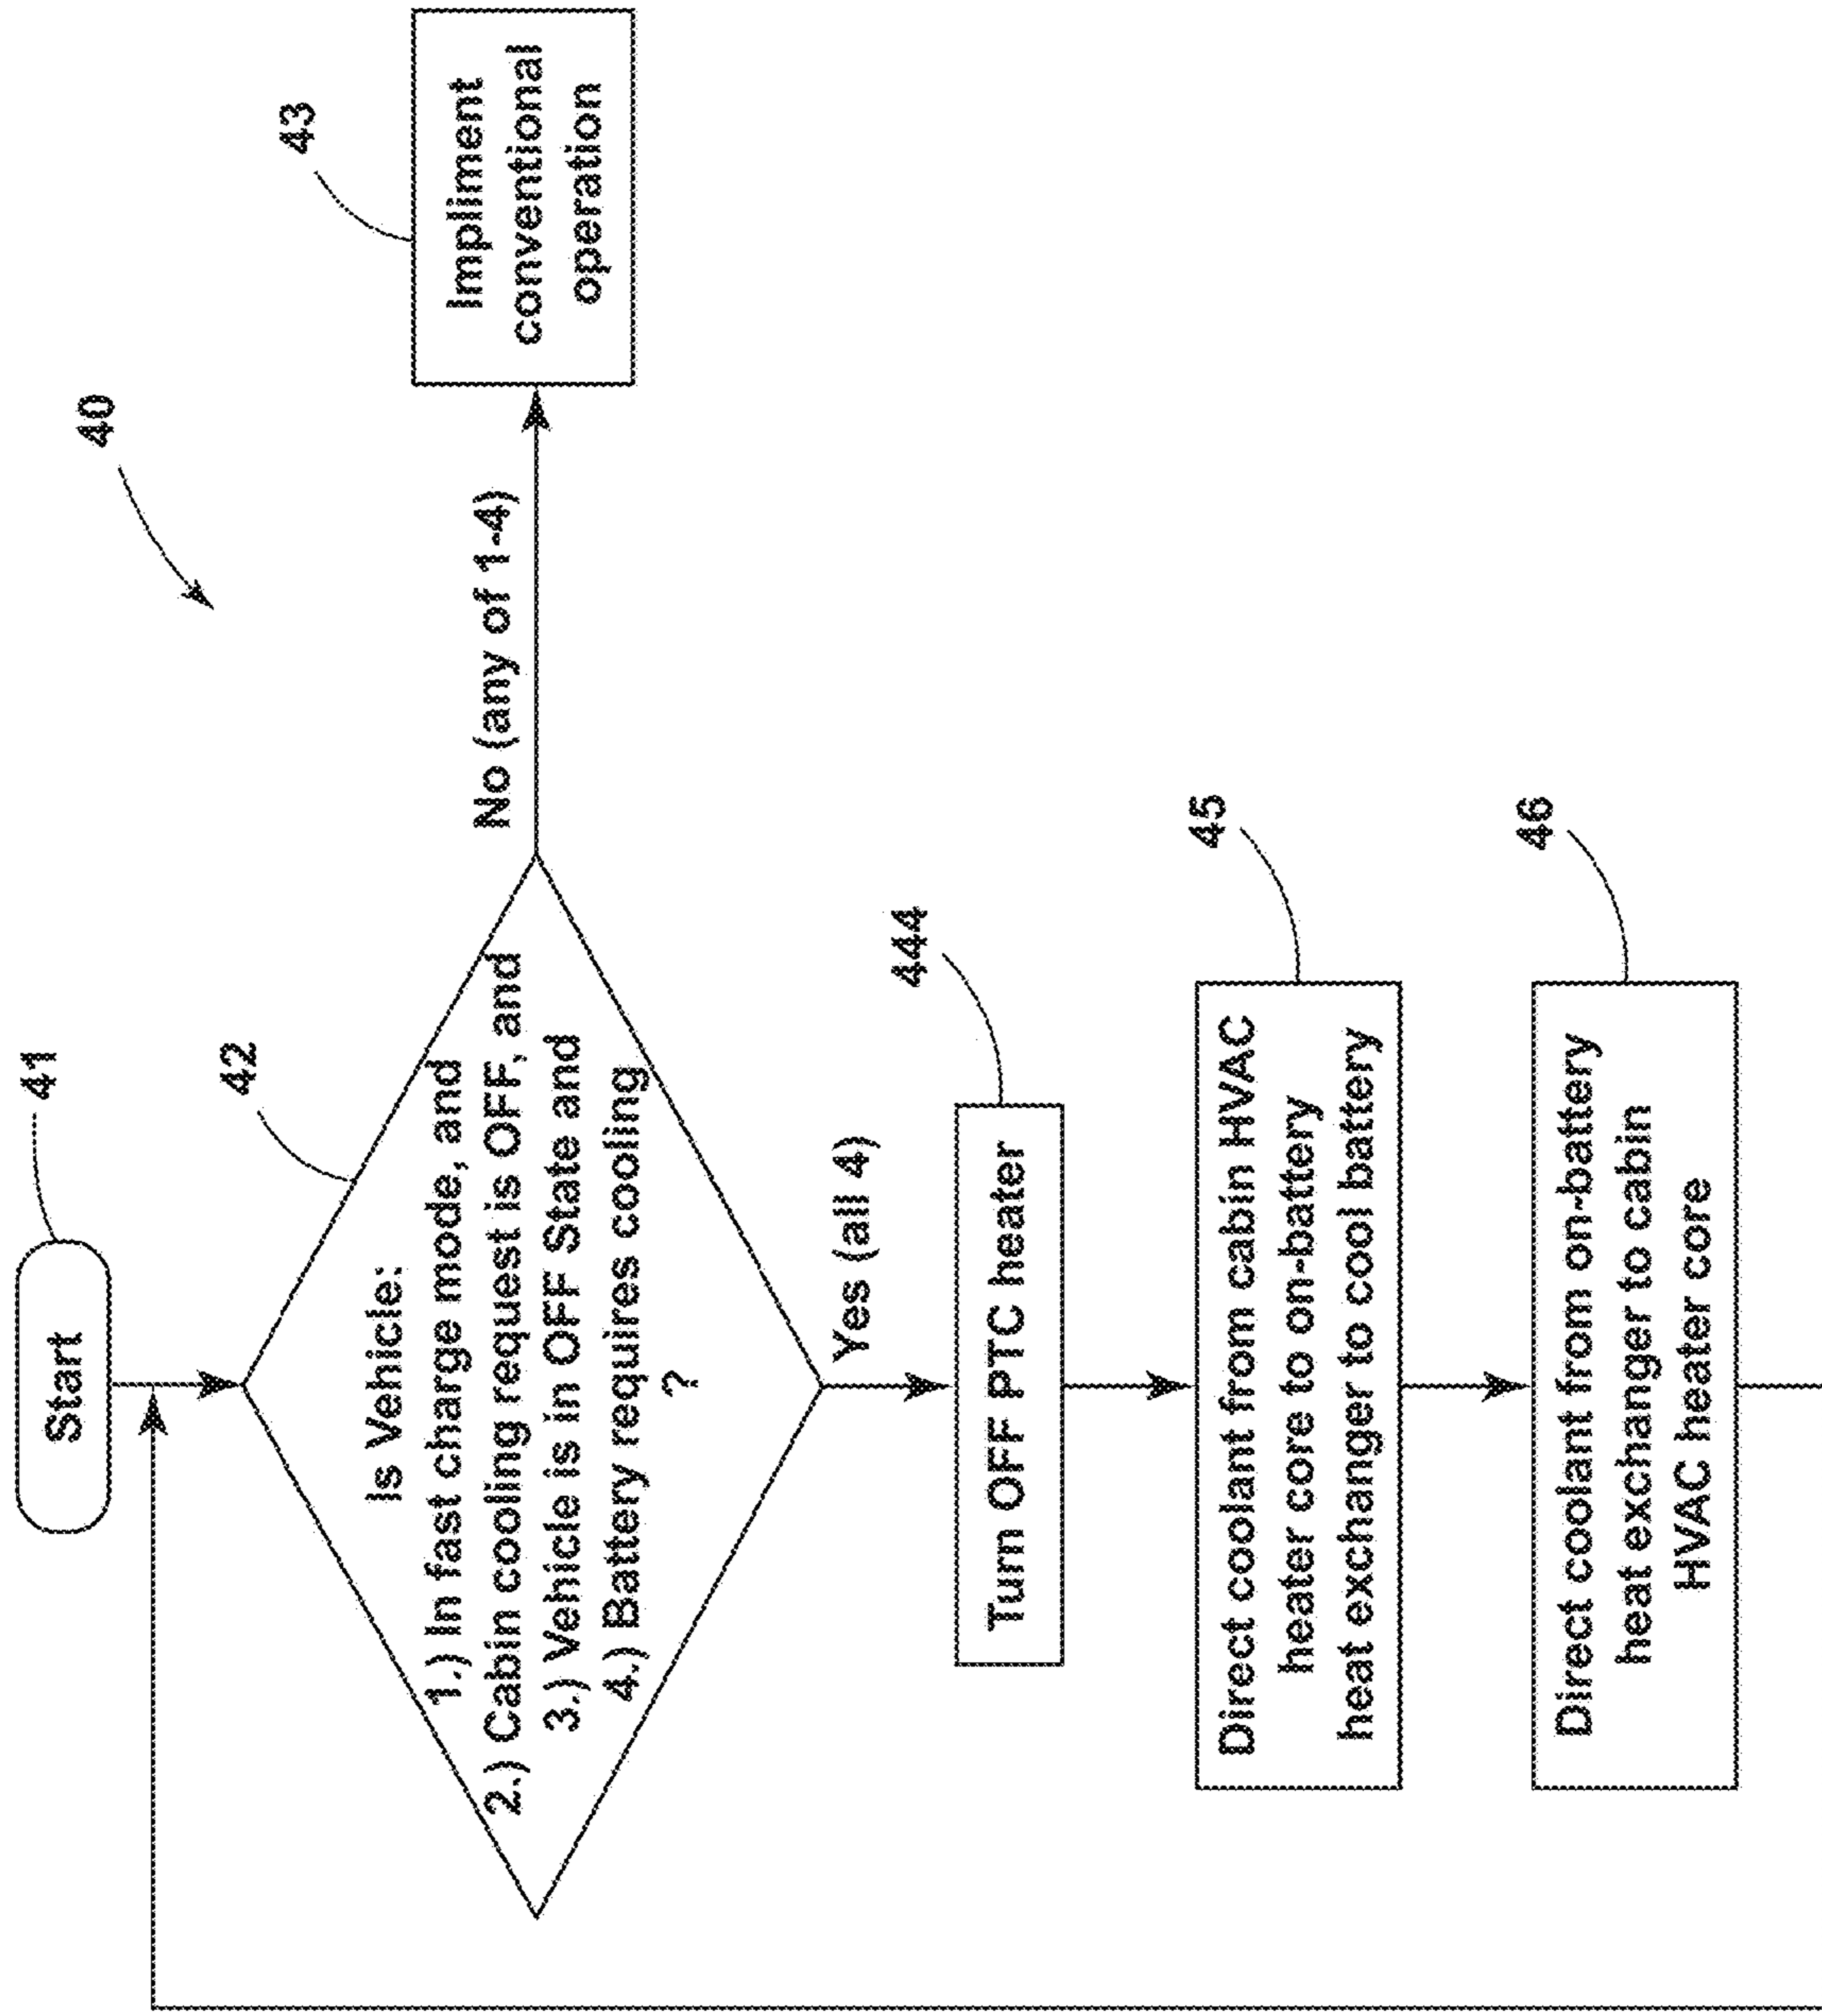 40
Start
41
Is Vehicle:
1.) In fast charge mode, and
2.) Cabin cooling request is OFF, and
3.) Vehicle is in OFF State and
4.) Battery requires cooling
?
42
No (any of 1-4)
Impliment
conventional
operation
43
Yes (all 4)
Turn OFF PTC heater
444
Direct coolant from cabin HVAC
heater core to on-battery
heat exchanger to cool battery
45
Direct coolant from on-battery
heat exchanger to cabin
HVAC heater core
46